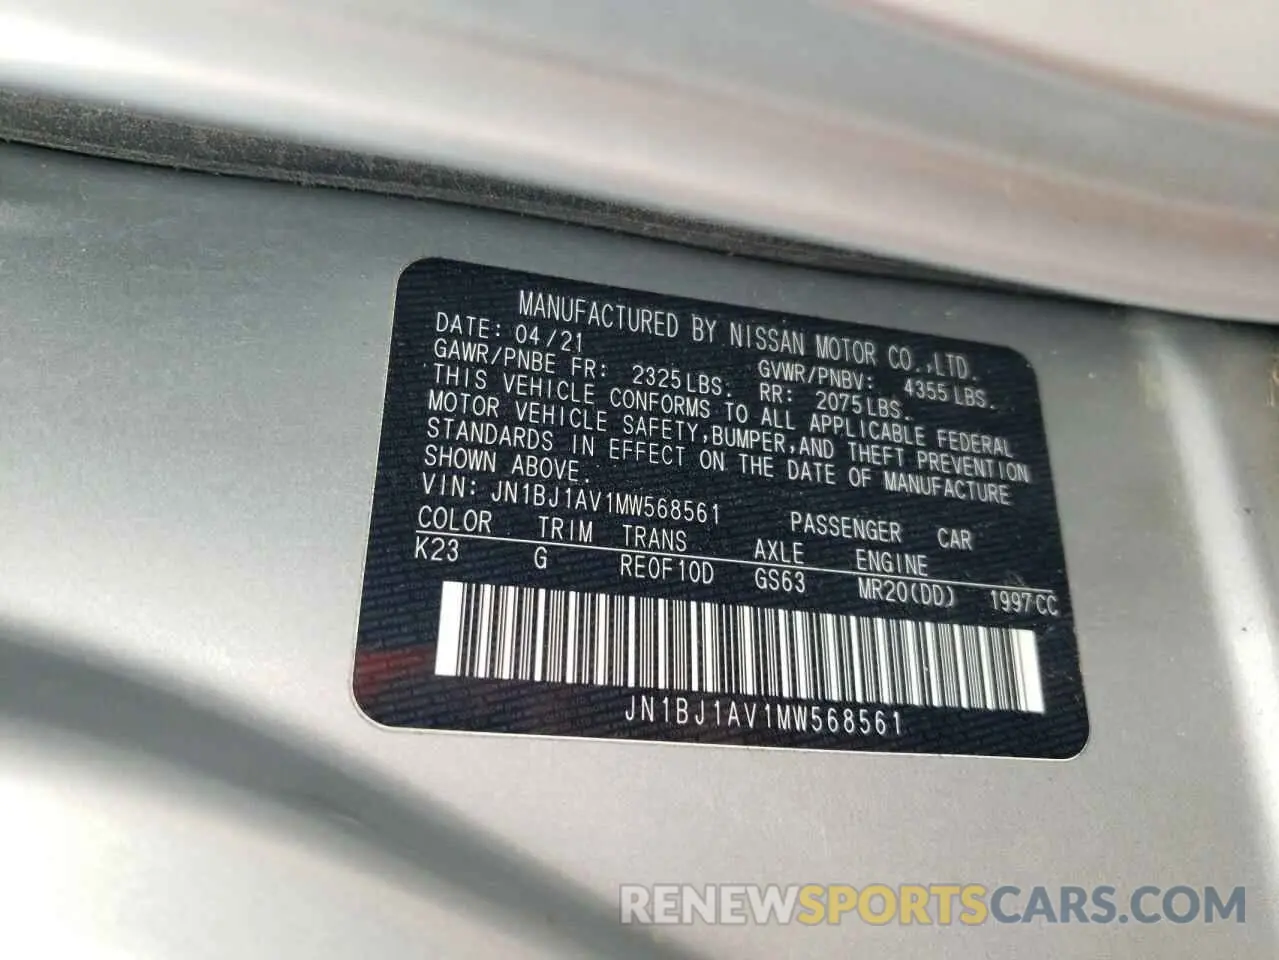 MANUFACTURED BY NISSAN MOTOR CO.,LTD.
DATE: 04/21 GVWR/PNBV: 4355LBS.
GAWR/PNBE FR: 2325LBS. RR: 2075LBS.
THIS VEHICLE CONFORMS TO ALL APPLICABLE FEDERAL
MOTOR VEHICLE SAFETY,BUMPER,AND THEFT PREVENTION
STANDARDS IN EFFECT ON THE DATE OF MANUFACTURE
SHOWN ABOVE.
VIN: JN1BJ1AV1MW568561 PASSENGER CAR
COLOR TRIM TRANS AXLE ENGINE
K23 G RE0F10D GS63 MR20(DD) 1997CC
JN1BJ1AV1MW568561
RENEWSPORTSCARS.COM